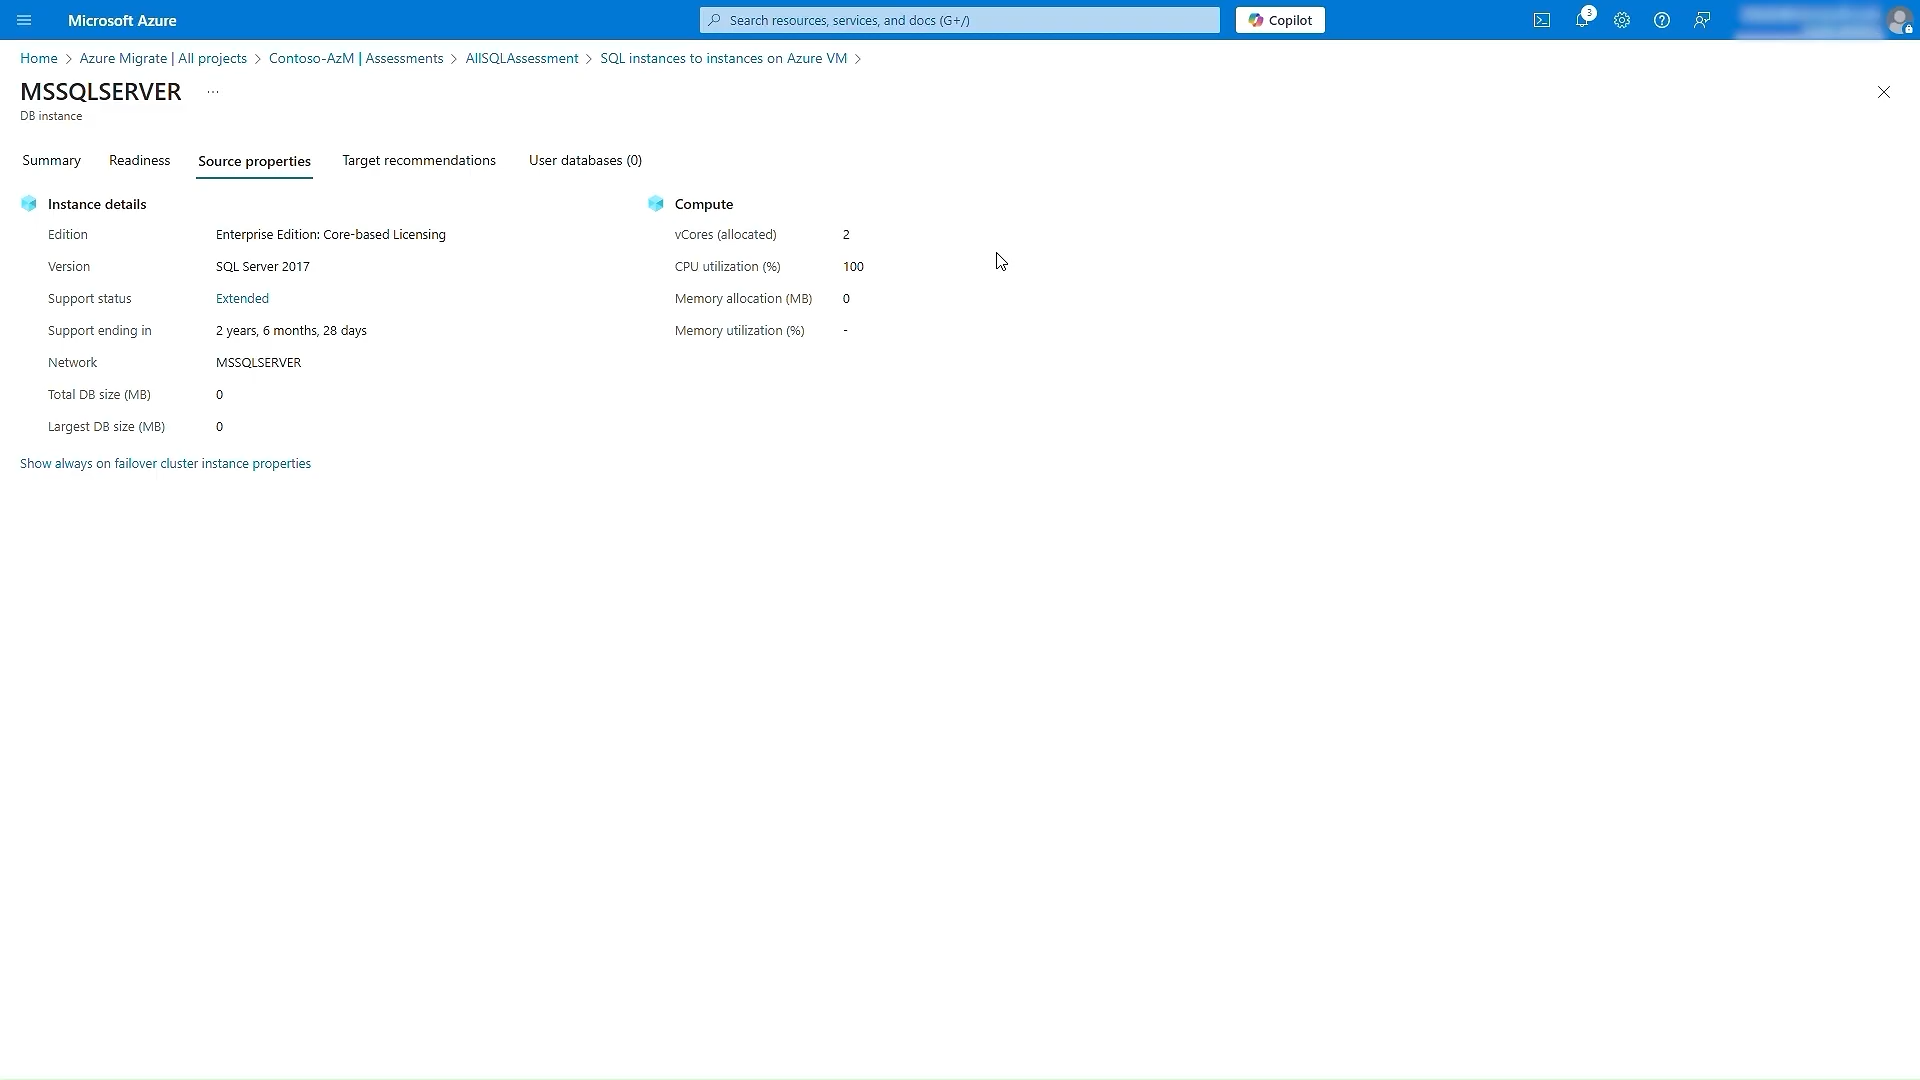 Microsoft Azure
Search resources, services, and docs (G+/)
Copilot
3
Home > Azure Migrate | All projects > Contoso-AzM | Assessments > AllSQLAssessment > SQL instances to instances on Azure VM >
MSSQLSERVER ...
DB instance
Summary Readiness Source properties Target recommendations User databases (0)
Instance details
Edition Enterprise Edition: Core-based Licensing
Version SQL Server 2017
Support status Extended
Support ending in 2 years, 6 months, 28 days
Network MSSQLSERVER
Total DB size (MB) 0
Largest DB size (MB) 0
Show always on failover cluster instance properties
Compute
vCores (allocated) 2
CPU utilization (%) 100
Memory allocation (MB) 0
Memory utilization (%) -